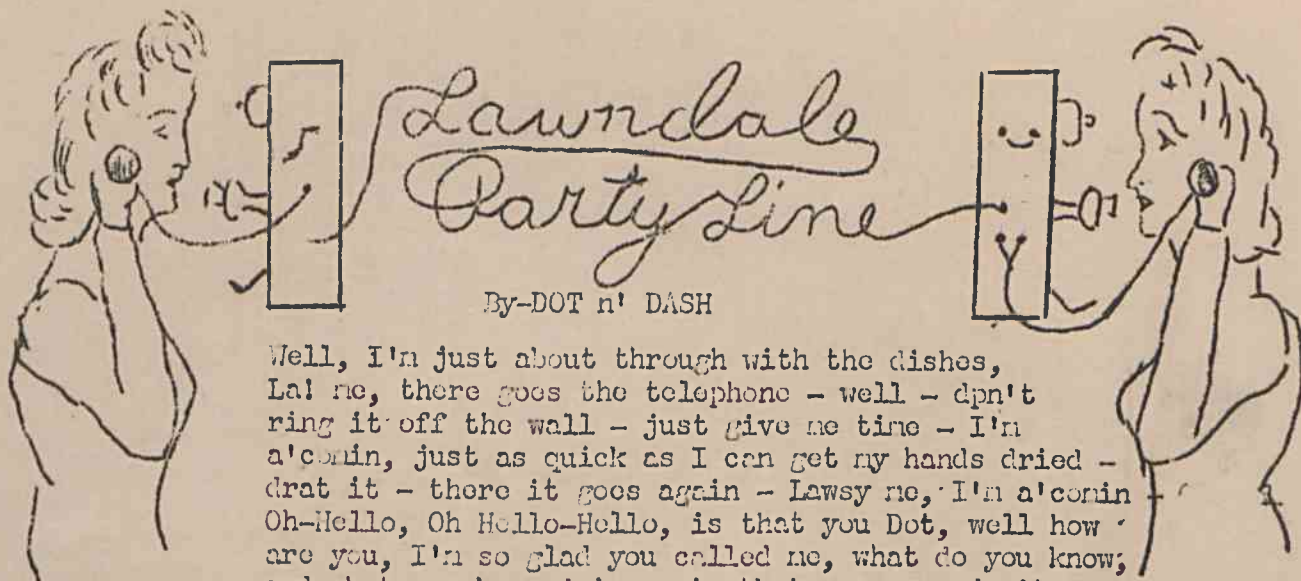 Lawndale
Party Line
By-DOT n' DASH
Well, I'm just about through with the dishes,
La! me, there goes the telephone - well - dpn't
ring it off the wall - just give me time - I'm
a'comin, just as quick as I can get my hands dried -
drat it - there it goes again - Lawsy me, I'm a'comin -
Oh-Hello, Oh Hello-Hello, is that you Dot, well how
are you, I'm so glad you called me, what do you know;